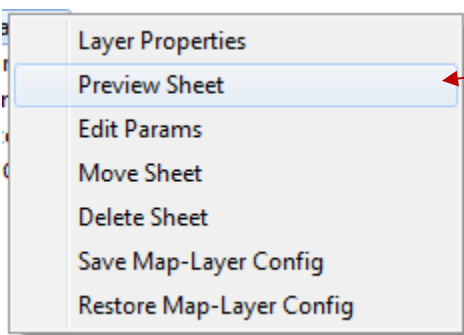 Layer Properties
Preview Sheet
Edit Params
Move Sheet
Delete Sheet
Save Map-Layer Config
Restore Map-Layer Config